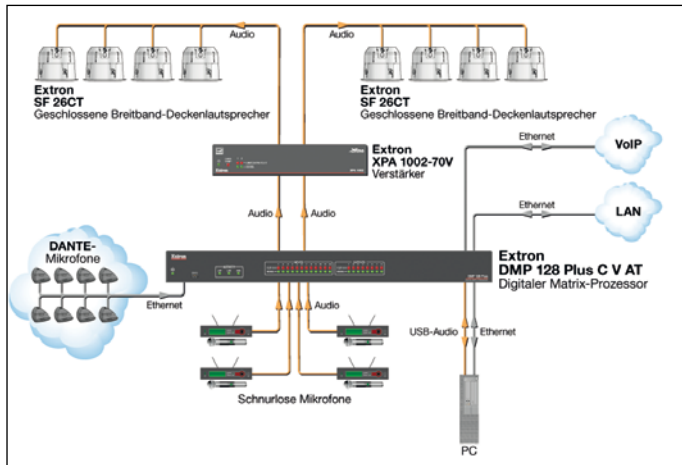 Audio
Audio
Extron
SF 26CT
Geschlossene Breitband-Deckenlautsprecher
Extron
SF 26CT
Geschlossene Breitband-Deckenlautsprecher
Extron
XPA 1002-70V
Verstärker
Ethernet
VoIP
Ethernet
LAN
Audio
Audio
DANTE-
Mikrofone
Ethernet
Extron
DMP 128 Plus C V AT
Digitaler Matrix-Prozessor
Audio
USB-Audio
Ethernet
Schnurlose Mikrofone
PC